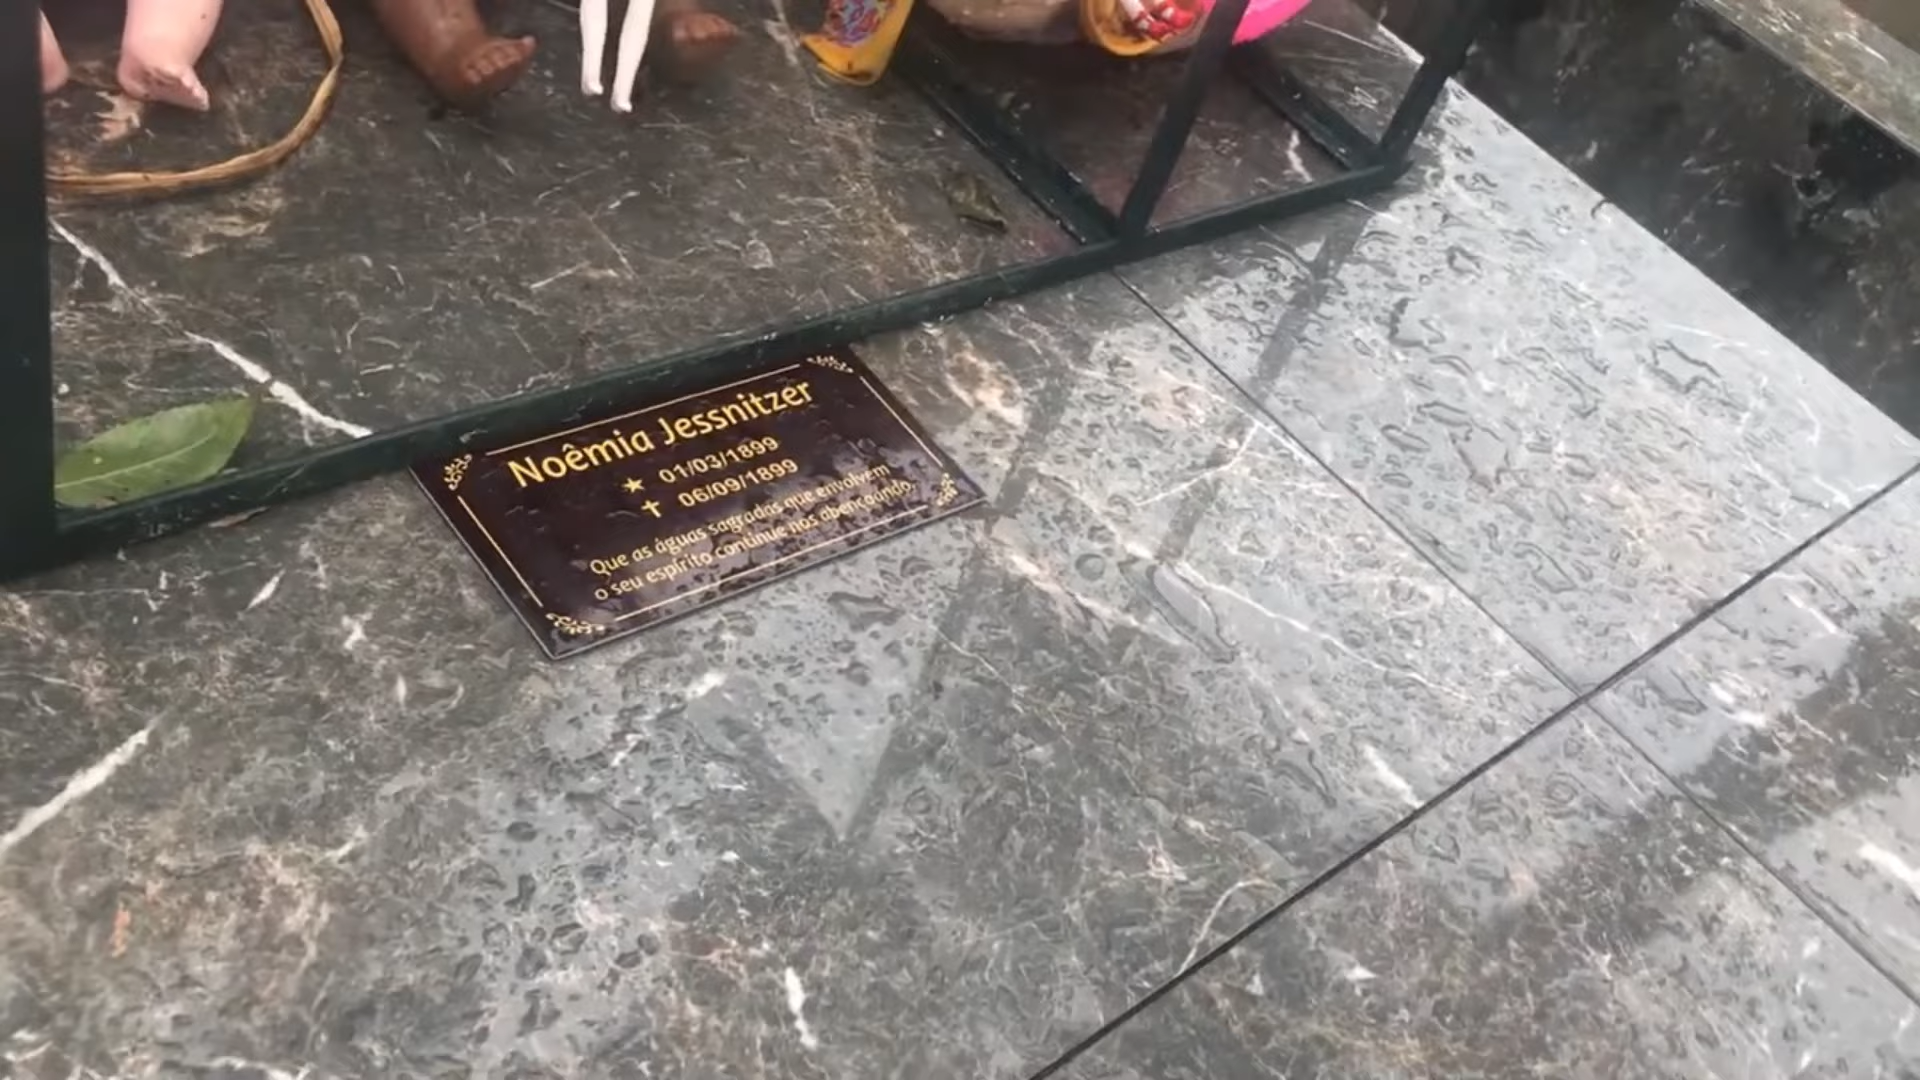 Noêmia Jessnitzer
★ 01/03/1899
✝ 06/09/1899
Que as águas sagradas que envolvem
o seu espírito continue nos abençoando.